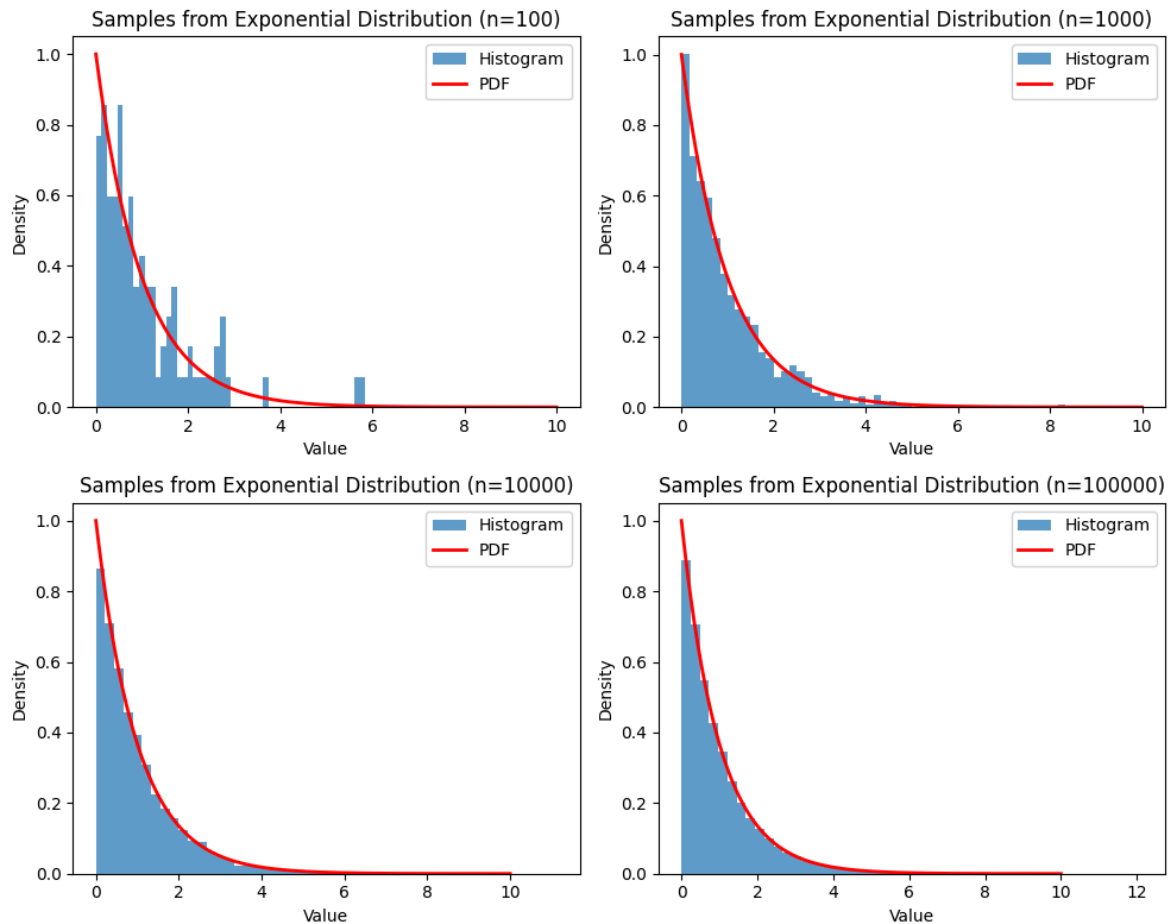 Samples from Exponential Distribution (n=100)
Histogram
PDF
1.0
0.8
0.6
0.4
0.2
0.0
Density
0 2 4 6 8 10
Value
Samples from Exponential Distribution (n=1000)
Histogram
PDF
1.0
0.8
0.6
0.4
0.2
0.0
Density
0 2 4 6 8 10
Value
Samples from Exponential Distribution (n=10000)
Histogram
PDF
1.0
0.8
0.6
0.4
0.2
0.0
Density
0 2 4 6 8 10
Value
Samples from Exponential Distribution (n=100000)
Histogram
PDF
1.0
0.8
0.6
0.4
0.2
0.0
Density
0 2 4 6 8 10 12
Value